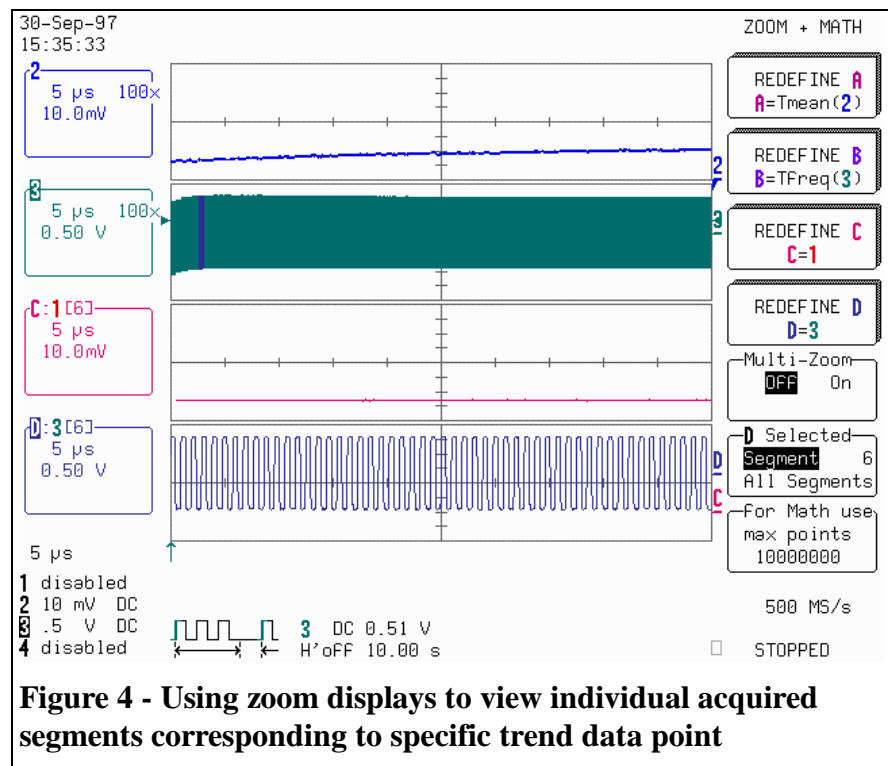 30-Sep-97
15:35:33
2
5 µs 100×
10.0mV
3
5 µs 100×
0.50 V
C:1[6]
5 µs
10.0mV
D:3[6]
5 µs
0.50 V
5 µs
1 disabled
2 10 mV DC
3 .5 V DC
4 disabled
2
3
D
C
3 DC 0.51 V
H'oFF 10.00 s
ZOOM + MATH
REDEFINE A
A=Tmean(2)
REDEFINE B
B=TFreq(3)
REDEFINE C
C=1
REDEFINE D
D=3
Multi-Zoom
OFF On
D Selected
Segment 6
All Segments
For Math use
max points
10000000
500 MS/s
STOPPED
Figure 4 - Using zoom displays to view individual acquired
segments corresponding to specific trend data point